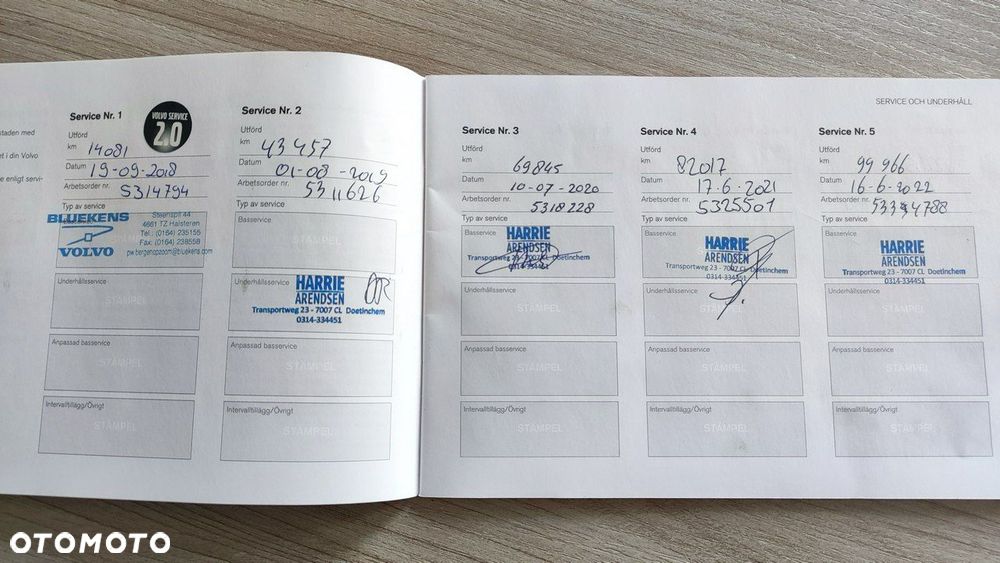 SERVICE OCH UNDERHÅLL
staden med
et i din Volvo
e enligt servi-
Service Nr. 1
VOLVO SERVICE
2.0
Utförd
km 14081
Datum 19-09-2018
Arbetsorder nr. 5314794
Typ av service
BLUEKENS
VOLVO
Steenspil 44
4661 TZ Halsteren
Tel.: (0164) 235155
Fax: (0164) 238558
pw.bergenopzoom@bluekens.com
Underhållsservice
STÄMPEL
Anpassad basservice
STÄMPEL
Intervalltillägg/Övrigt
STÄMPEL
Service Nr. 2
Utförd
km 43457
Datum 01-08-2019
Arbetsorder nr. 5311626
Typ av service
Basservice
STÄMPEL
Underhållsservice
HARRIE
ARENDSEN
Transportweg 23 - 7007 CL Doetinchem
0314-334451
Anpassad basservice
STÄMPEL
Intervalltillägg/Övrigt
STÄMPEL
Service Nr. 3
Utförd
km 69845
Datum 10-07-2020
Arbetsorder nr. 5318228
Typ av service
Basservice
HARRIE
ARENDSEN
Transportweg 23 - 7007 CL Doetinchem
Underhållsservice
STÄMPEL
Anpassad basservice
STÄMPEL
Intervalltillägg/Övrigt
STÄMPEL
Service Nr. 4
Utförd
km 82017
Datum 17-6-2021
Arbetsorder nr. 5325501
Typ av service
Basservice
HARRIE
ARENDSEN
Transportweg 23 - 7007 CL Doetinchem
0314-334451
Underhållsservice
STÄMPEL
Anpassad basservice
STÄMPEL
Intervalltillägg/Övrigt
STÄMPEL
Service Nr. 5
Utförd
km 99966
Datum 16-6-2022
Arbetsorder nr.
Typ av service
Basservice
HARRIE
ARENDSEN
Transportweg 23 - 7007 CL Doetinchem
0314-334451
Underhållsservice
STÄMPEL
Anpassad basservice
STÄMPEL
Intervalltillägg/Övrigt
STÄMPEL
OTOMOTO